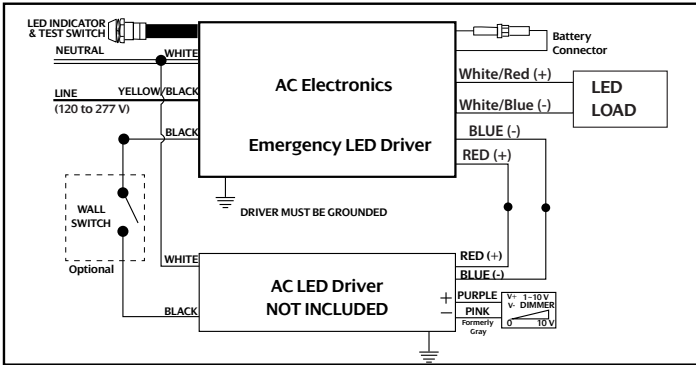 LED INDICATOR
& TEST SWITCH
NEUTRAL
WHITE
LINE
YELLOW/BLACK
(120 to 277 V)
BLACK
AC Electronics
Emergency LED Driver
Battery
Connector
White/Red (+)
White/Blue (-)
LED
LOAD
BLUE (-)
RED (+)
DRIVER MUST BE GROUNDED
WALL
SWITCH
Optional
WHITE
BLACK
AC LED Driver
NOT INCLUDED
RED (+)
BLUE (-)
+ PURPLE
− PINK
Formerly
Gray
V+ 1-10 V
V- DIMMER
0 10 V